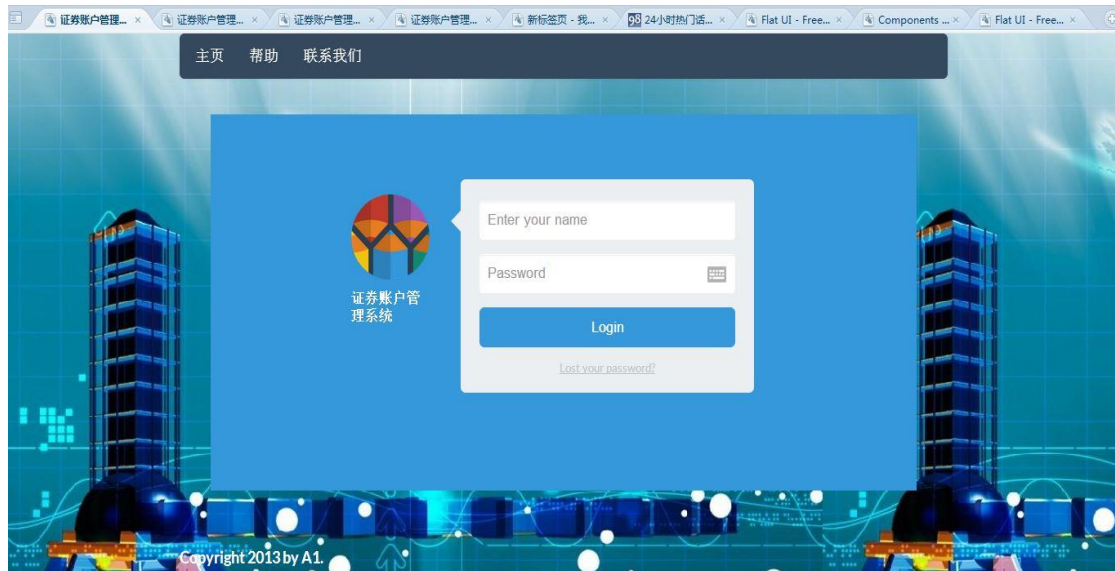 证券账户管理...
证券账户管理...
证券账户管理...
证券账户管理...
新标签页 - 我...
98 24小时热门话...
Flat UI - Free...
Components ...
Flat UI - Free...
主页 帮助 联系我们
Enter your name
Password
证券账户管
理系统
Login
Lost your password?
Copyright 2013 by A1.